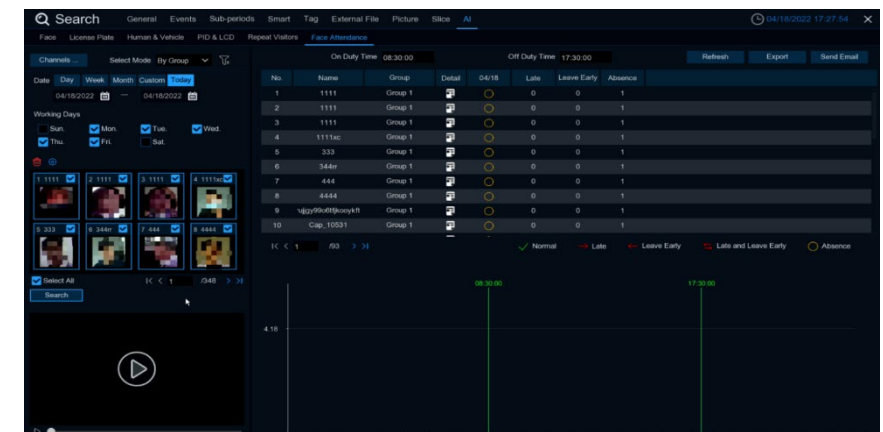 Search General Events Sub-periods Smart Tag External File Picture Slice AI 04/18/2022 17:27:54
Face License Plate Human & Vehicle PID & LCD Repeat Visitors Face Attendance
Channels ... Select Mode By Group
On Duty Time 08:30:00 Off Duty Time 17:30:00 Refresh Export Send Email
Date Day Week Month Custom Today
04/18/2022 — 04/18/2022
Working Days
Sun. Mon. Tue. Wed.
Thu. Fri. Sat.
1 1111 2 1111 3 1111 4 1111xc
5 333 6 344rr 7 444 8 4444
Select All 1 /348
Search
No. Name Group Detail 04/18 Late Leave Early Absence
1 1111 Group 1 0 0 1
2 1111 Group 1 0 0 1
3 1111 Group 1 0 0 1
4 1111xc Group 1 0 0 1
5 333 Group 1 0 0 1
6 344rr Group 1 0 0 1
7 444 Group 1 0 0 1
8 4444 Group 1 0 0 1
9 Group 1 0 0 1
10 Cap_10531 Group 1 0 0 1
1 /93 Normal Late Leave Early Late and Leave Early Absence
08:30:00 17:30:00
4.18